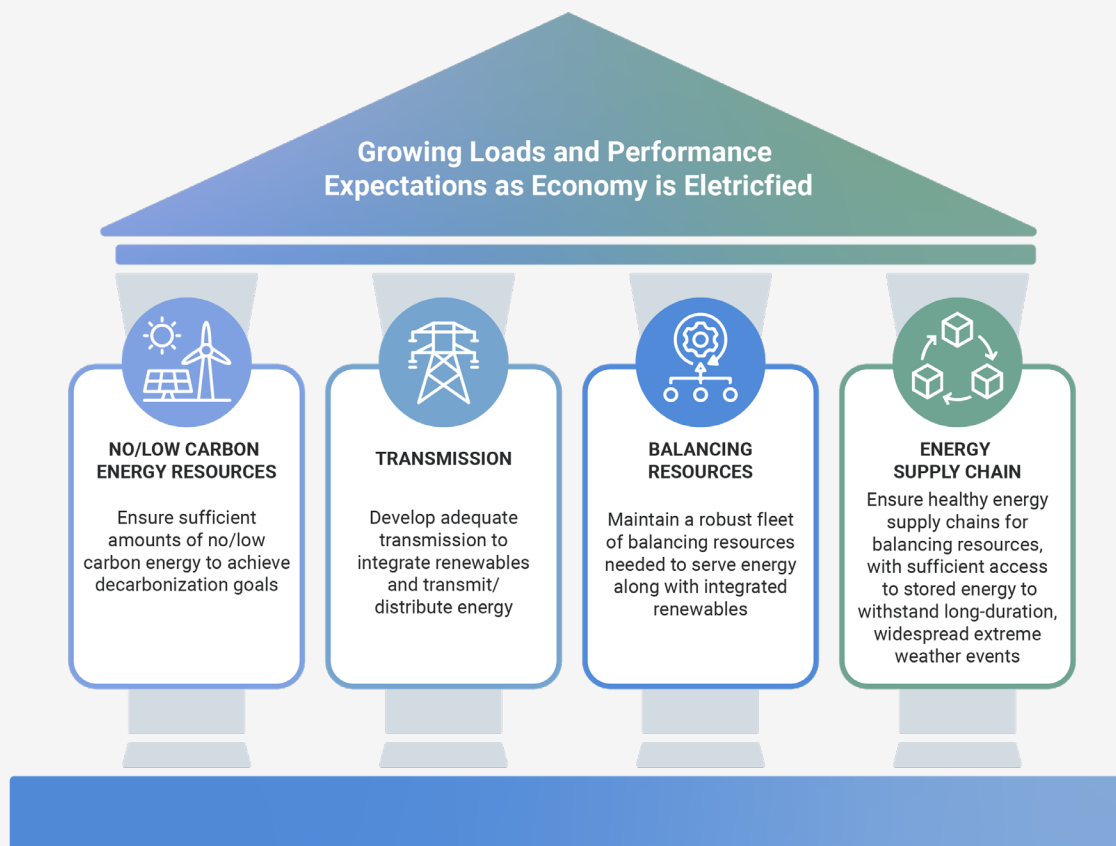 Growing Loads and Performance
Expectations as Economy is Eletricfied
NO/LOW CARBON
ENERGY RESOURCES
Ensure sufficient
amounts of no/low
carbon energy to achieve
decarbonization goals
TRANSMISSION
Develop adequate
transmission to
integrate renewables
and transmit/
distribute energy
BALANCING
RESOURCES
Maintain a robust fleet
of balancing resources
needed to serve energy
along with integrated
renewables
ENERGY
SUPPLY CHAIN
Ensure healthy energy
supply chains for
balancing resources,
with sufficient access
to stored energy to
withstand long-duration,
widespread extreme
weather events